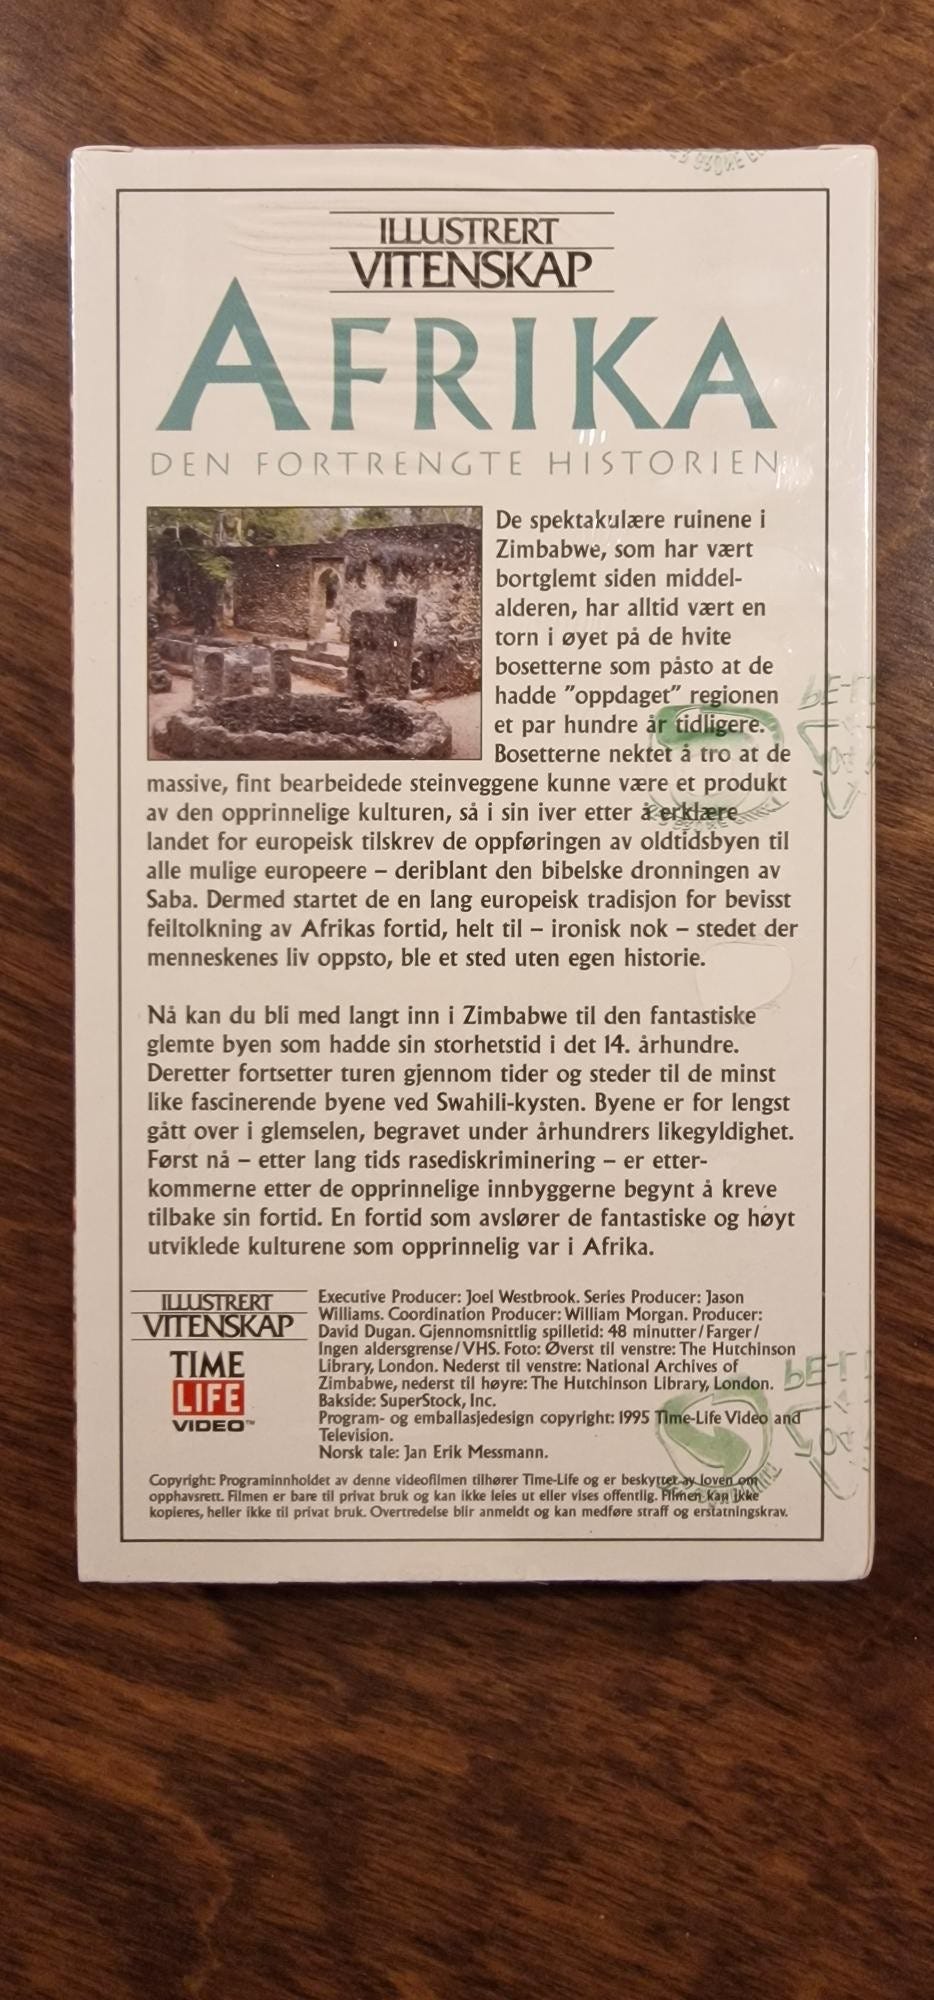 ILLUSTRERT
VITENSKAP
AFRIKA
DEN FORTRENGTE HISTORIEN
De spektakulære ruinene i
Zimbabwe, som har vært
bortglemt siden middel-
alderen, har alltid vært en
torn i øyet på de hvite
bosetterne som påsto at de
hadde ”oppdaget” regionen
et par hundre år tidligere.
Bosetterne nektet å tro at de
massive, fint bearbeidede steinveggene kunne være et produkt
av den opprinnelige kulturen, så i sin iver etter å erklære
landet for europeisk tilskrev de oppføringen av oldtidsbyen til
alle mulige europeere – deriblant den bibelske dronningen av
Saba. Dermed startet de en lang europeisk tradisjon for bevisst
feiltolkning av Afrikas fortid, helt til – ironisk nok – stedet der
menneskenes liv oppsto, ble et sted uten egen historie.
Nå kan du bli med langt inn i Zimbabwe til den fantastiske
glemte byen som hadde sin storhetstid i det 14. århundre.
Deretter fortsetter turen gjennom tider og steder til de minst
like fascinerende byene ved Swahili-kysten. Byene er for lengst
gått over i glemselen, begravet under århundrers likegyldighet.
Først nå – etter lang tids rasediskriminering – er etter-
kommerne etter de opprinnelige innbyggerne begynt å kreve
tilbake sin fortid. En fortid som avslører de fantastiske og høyt
utviklede kulturene som opprinnelig var i Afrika.
ILLUSTRERT
VITENSKAP
TIME
LIFE
VIDEO™
Executive Producer: Joel Westbrook. Series Producer: Jason
Williams. Coordination Producer: William Morgan. Producer:
David Dugan. Gjennomsnittlig spilletid: 48 minutter/Farger/
Ingen aldersgrense/VHS. Foto: Øverst til venstre: The Hutchinson
Library, London. Nederst til venstre: National Archives of
Zimbabwe, nederst til høyre: The Hutchinson Library, London.
Bakside: SuperStock, Inc.
Program- og emballasjedesign copyright: 1995 Time-Life Video and
Television.
Norsk tale: Jan Erik Messmann.
Copyright: Programinnholdet av denne videofilmen tilhører Time-Life og er beskyttet av loven om
opphavsrett. Filmen er bare til privat bruk og kan ikke leies ut eller vises offentlig. Filmen kan ikke
kopieres, heller ikke til privat bruk. Overtredelse blir anmeldt og kan medføre straff og erstatningskrav.